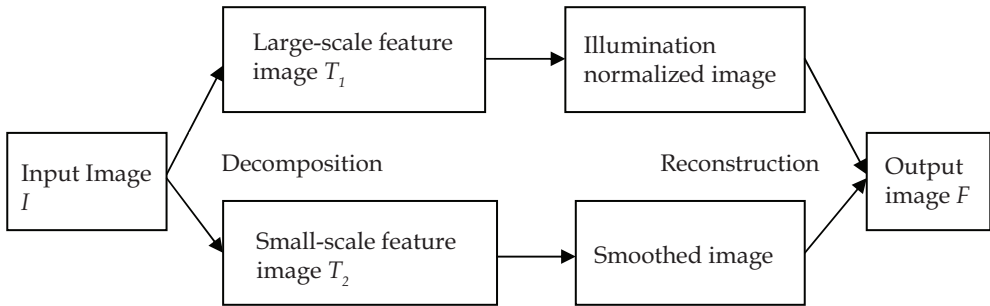 Large-scale feature
image T1
Illumination
normalized image
Input Image
I
Decomposition
Reconstruction
Output
image F
Small-scale feature
image T2
Smoothed image